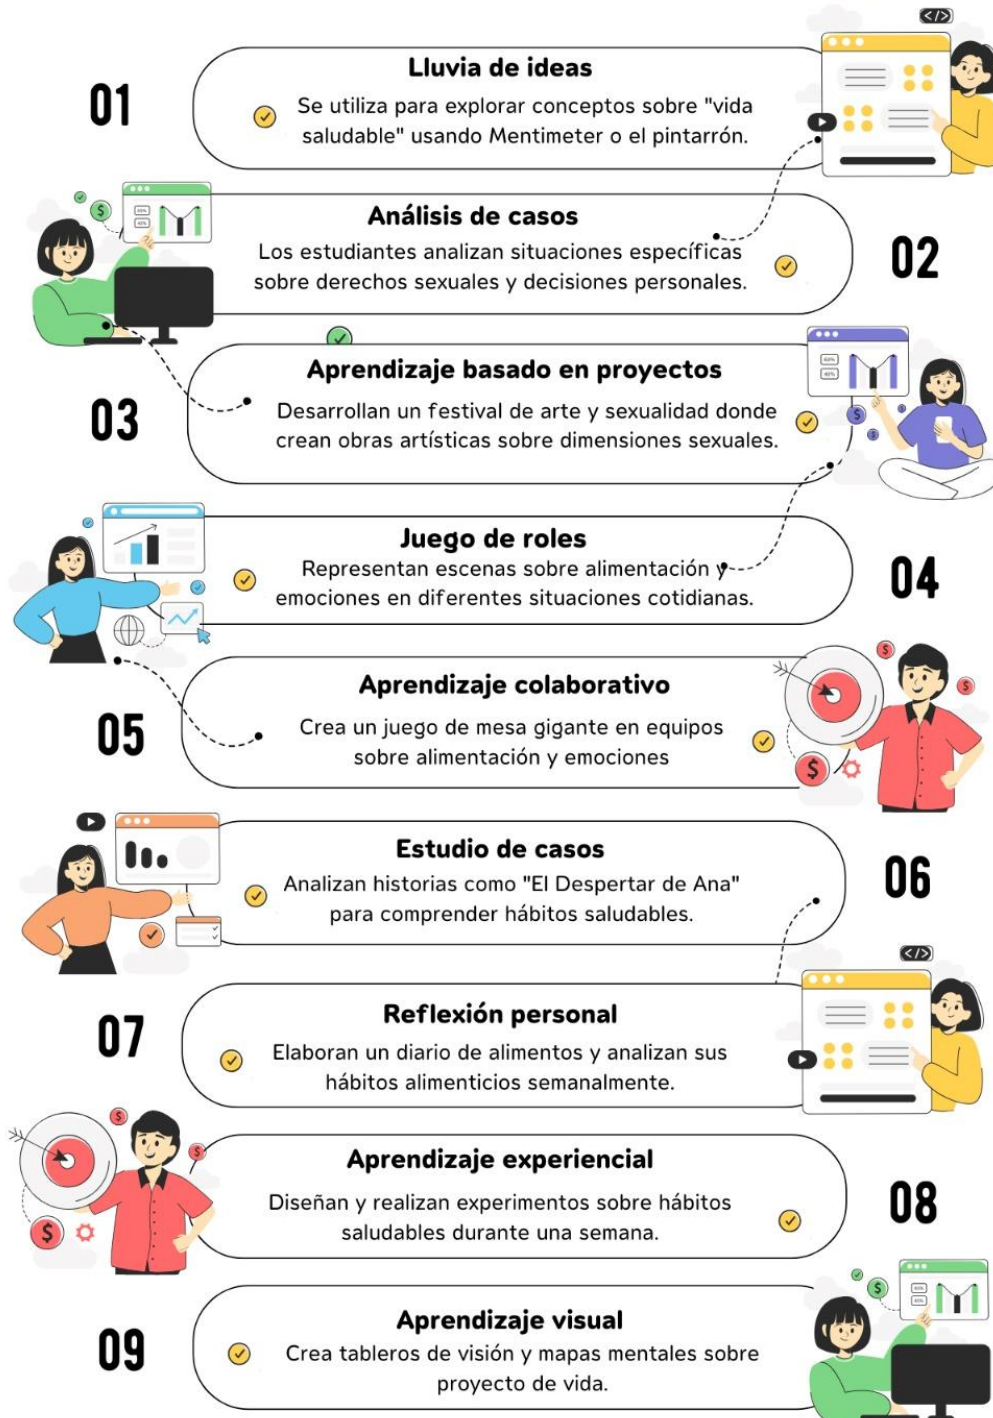 </>
01
Lluvia de ideas
Se utiliza para explorar conceptos sobre "vida
saludable" usando Mentimeter o el pintarrón.
Análisis de casos
Los estudiantes analizan situaciones específicas
sobre derechos sexuales y decisiones personales.
02
$
03
Aprendizaje basado en proyectos
Desarrollan un festival de arte y sexualidad donde
crean obras artísticas sobre dimensiones sexuales.
$
$
Juego de roles
Representan escenas sobre alimentación y
emociones en diferentes situaciones cotidianas.
04
05
Aprendizaje colaborativo
Crea un juego de mesa gigante en equipos
sobre alimentación y emociones
$
$
$
Estudio de casos
Analizan historias como "El Despertar de Ana"
para comprender hábitos saludables.
06
</>
07
Reflexión personal
Elaboran un diario de alimentos y analizan sus
hábitos alimenticios semanalmente.
$
$
$
Aprendizaje experiencial
Diseñan y realizan experimentos sobre hábitos
saludables durante una semana.
08
09
Aprendizaje visual
Crea tableros de visión y mapas mentales sobre
proyecto de vida.
$